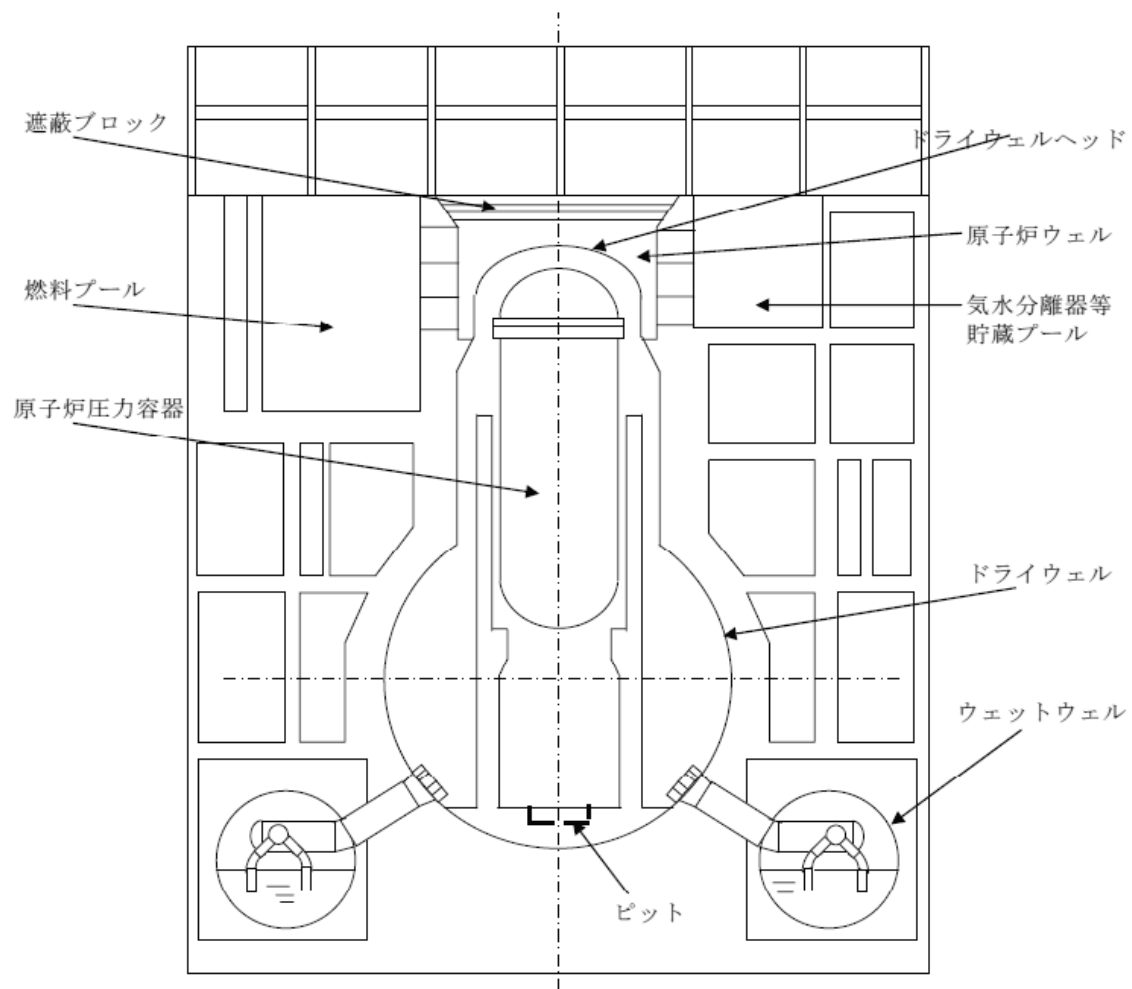 遮蔽ブロック
ドライウェルヘッド
原子炉ウェル
燃料プール
気水分離器等
貯蔵プール
原子炉圧力容器
ドライウェル
ウェットウェル
ピット